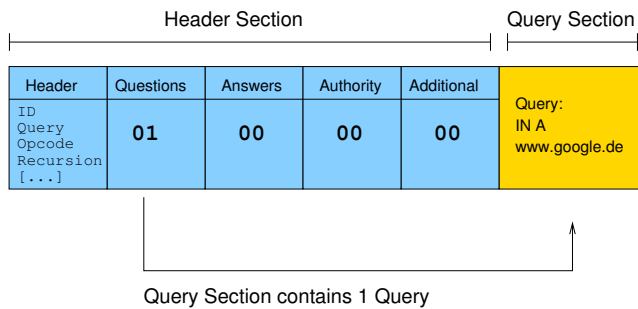 Header Section
Query Section
Header
Questions
Answers
Authority
Additional
ID
Query
Opcode
Recursion
[...]
01
00
00
00
Query:
IN A
www.google.de
Query Section contains 1 Query